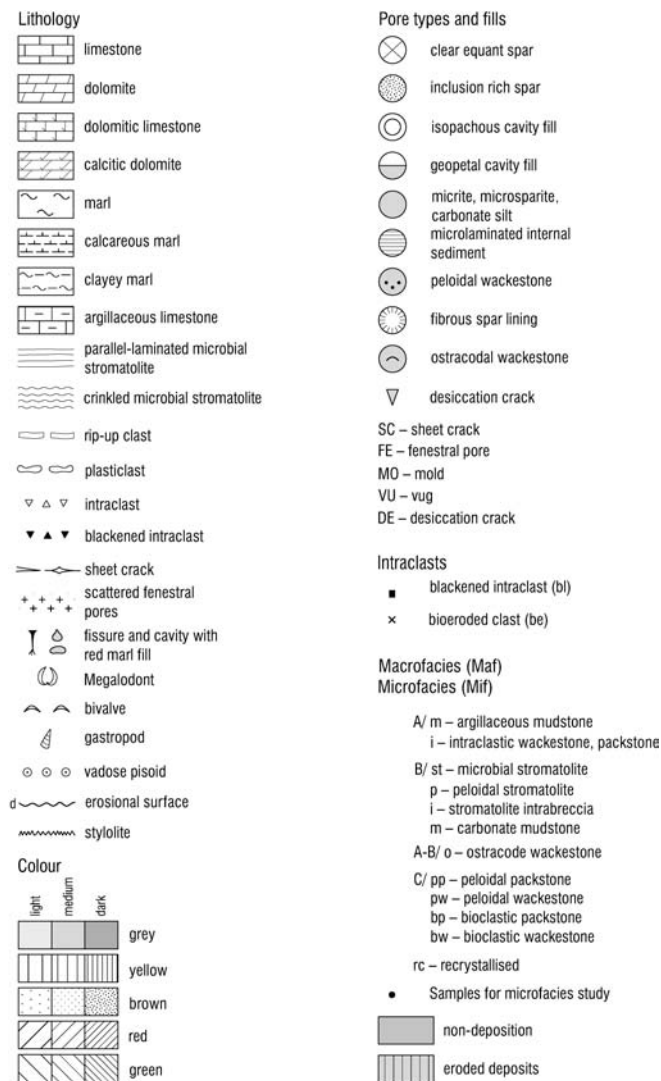 Lithology
limestone
dolomite
dolomitic limestone
calcitic dolomite
marl
calcareous marl
clayey marl
argillaceous limestone
parallel-laminated microbial
stromatolite
crinkled microbial stromatolite
rip-up clast
plasticlast
intraclast
blackened intraclast
sheet crack
scattered fenestral
pores
fissure and cavity with
red marl fill
Megalodont
bivalve
gastropod
vadose pisoid
d erosional surface
stylolite
Colour
light
medium
dark
grey
yellow
brown
red
green
Pore types and fills
clear equant spar
inclusion rich spar
isopachous cavity fill
geopetal cavity fill
micrite, microsparite,
carbonate silt
microlaminated internal
sediment
peloidal wackestone
fibrous spar lining
ostracodal wackestone
desiccation crack
SC – sheet crack
FE – fenestral pore
MO – mold
VU – vug
DE – desiccation crack
Intraclasts
blackened intraclast (bl)
bioeroded clast (be)
Macrofacies (Maf)
Microfacies (Mif)
A/ m – argillaceous mudstone
i – intraclastic wackestone, packstone
B/ st – microbial stromatolite
p – peloidal stromatolite
i – stromatolite intrabreccia
m – carbonate mudstone
A-B/ o – ostracode wackestone
C/ pp – peloidal packstone
pw – peloidal wackestone
bp – bioclastic packstone
bw – bioclastic wackestone
rc – recrystallised
Samples for microfacies study
non-deposition
eroded deposits